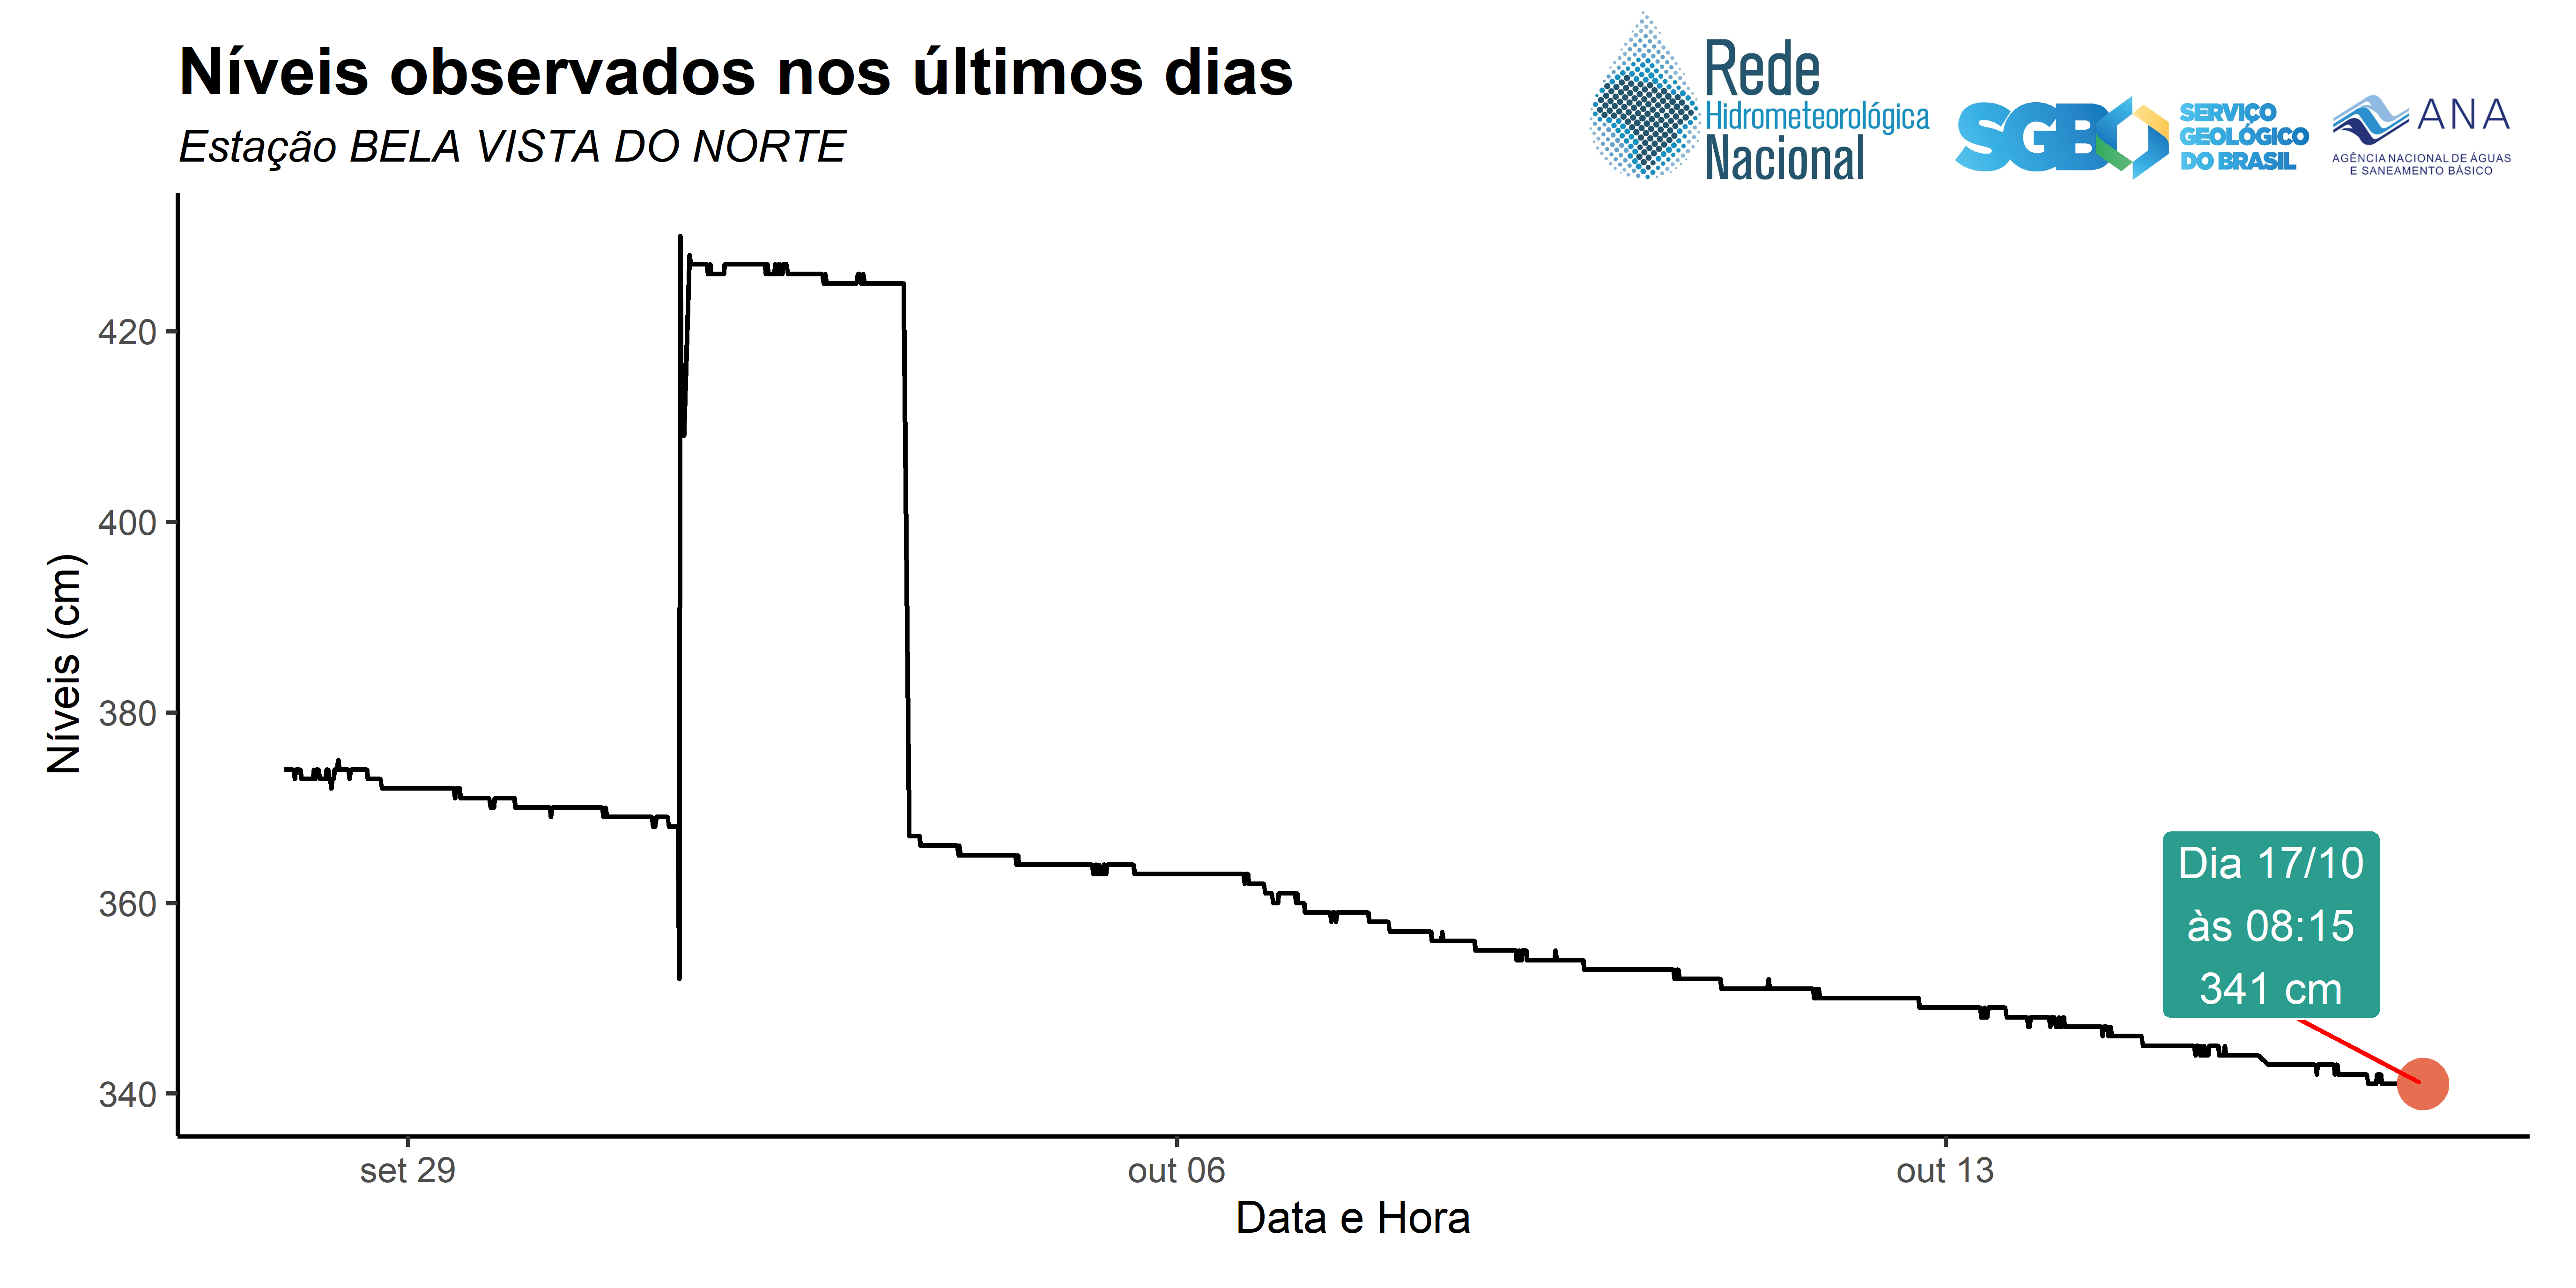 Níveis observados nos últimos dias
Estação BELA VISTA DO NORTE
Rede
Hidrometeorológica
Nacional
SGB
SERVIÇO
GEOLÓGICO
DO BRASIL
ANA
AGÊNCIA NACIONAL DE ÁGUAS
E SANEAMENTO BÁSICO
Níveis (cm)
420
400
380
360
340
Dia 17/10
às 08:15
341 cm
set 29
out 06
out 13
Data e Hora